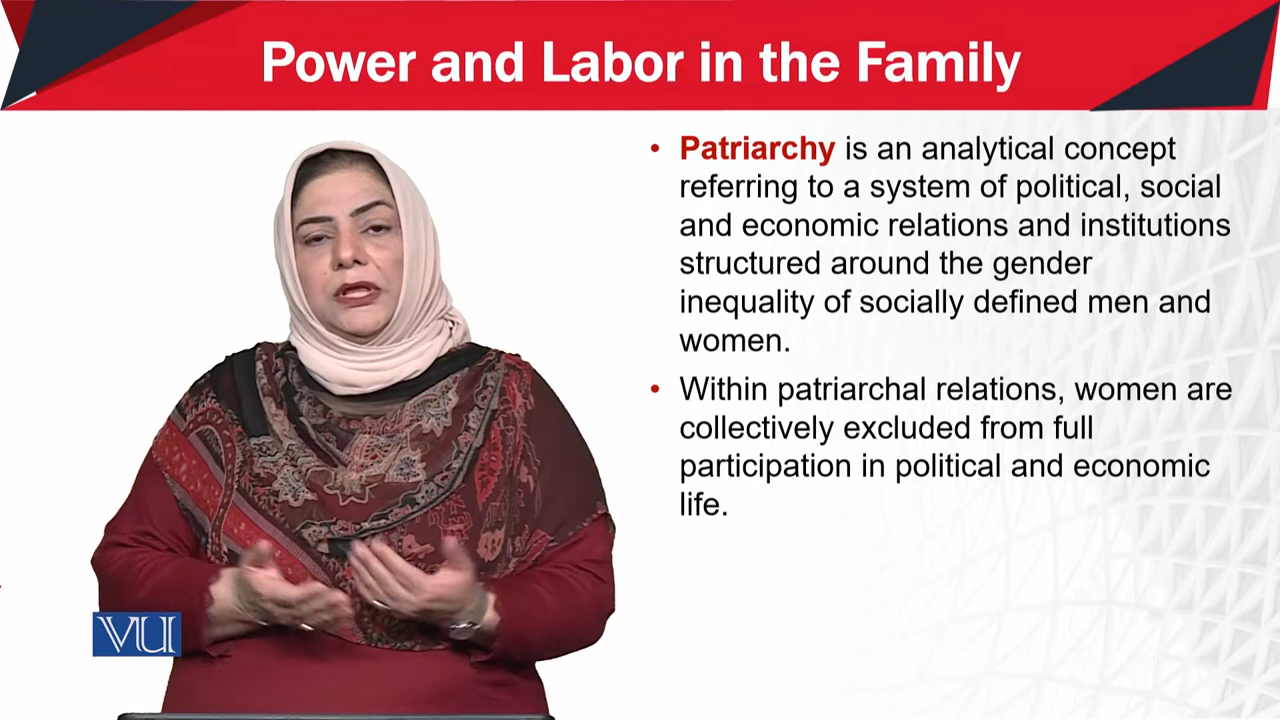 Power and Labor in the Family
• Patriarchy is an analytical concept
referring to a system of political, social
and economic relations and institutions
structured around the gender
inequality of socially defined men and
women.
• Within patriarchal relations, women are
collectively excluded from full
participation in political and economic
life.
VU